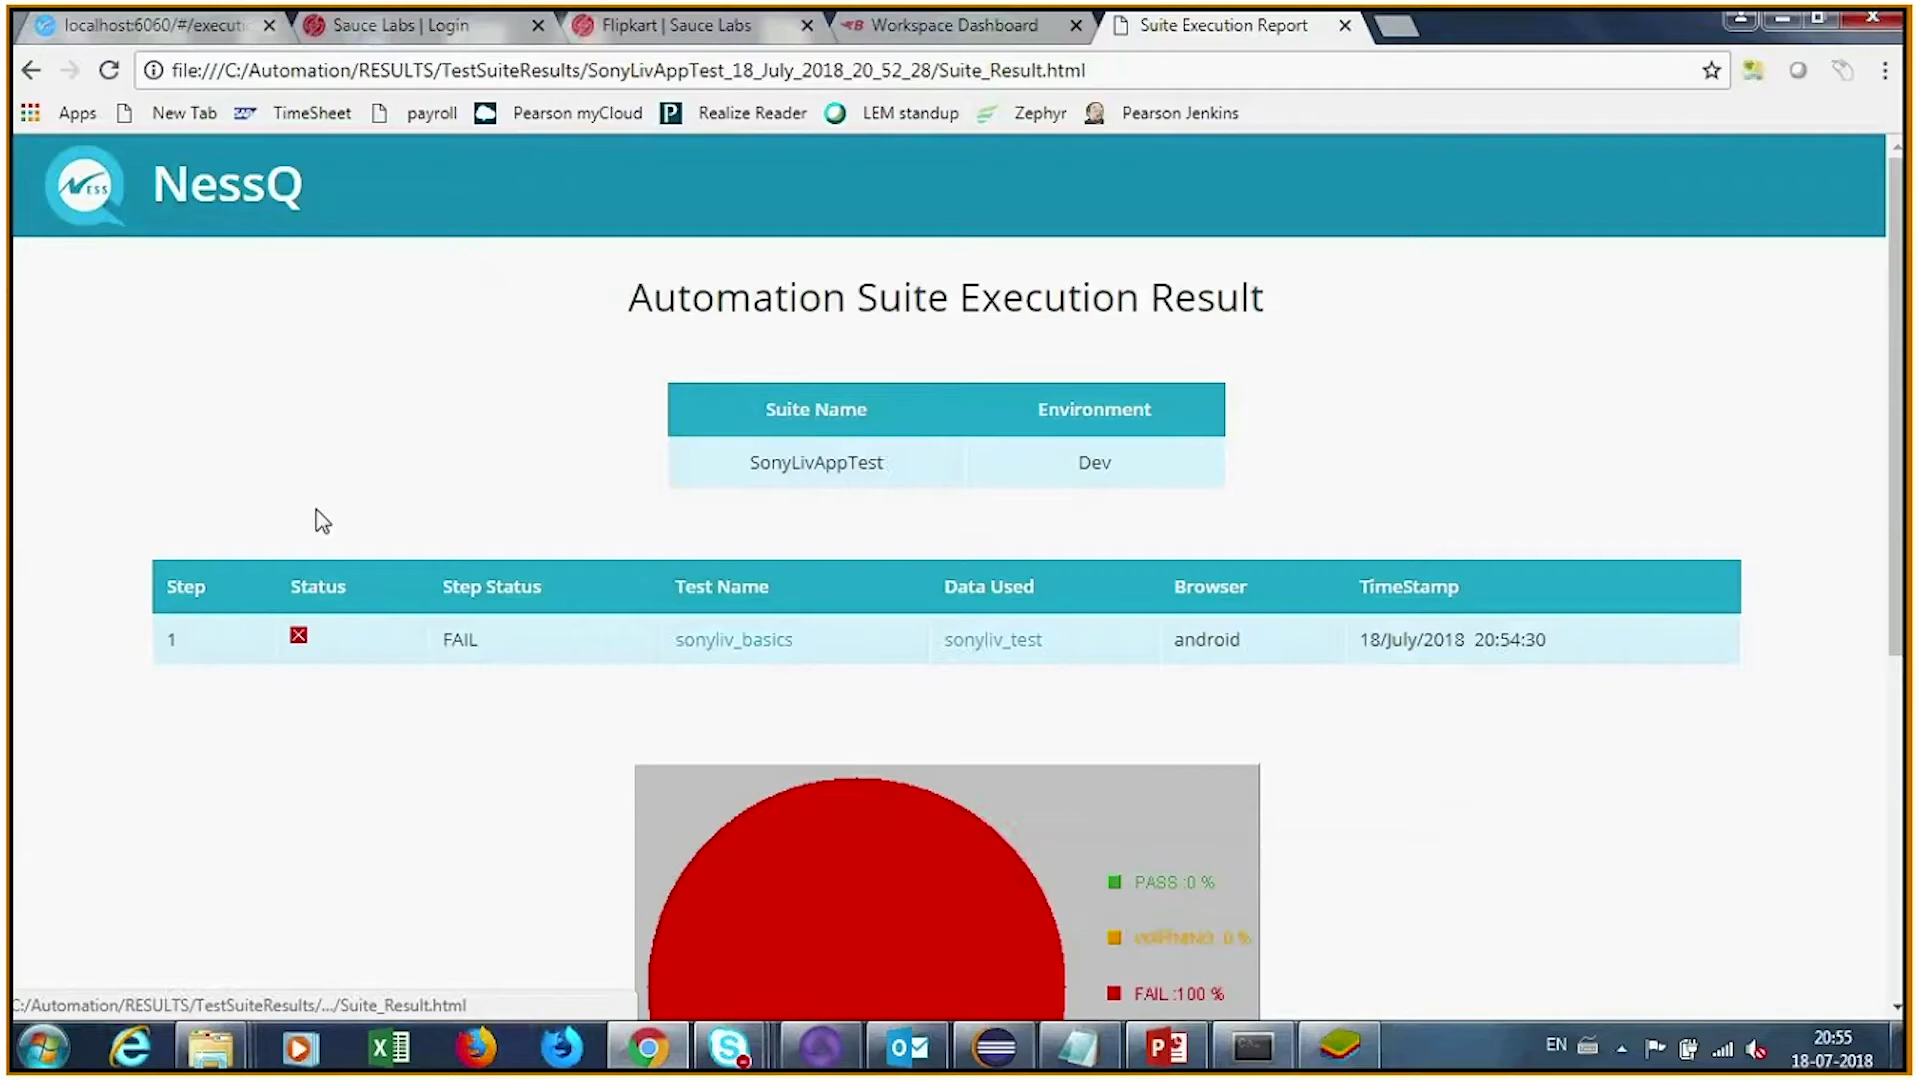 localhost:6060/#/executi
Sauce Labs | Login
Flipkart | Sauce Labs
Workspace Dashboard
Suite Execution Report
file:///C:/Automation/RESULTS/TestSuiteResults/SonyLivAppTest_18_July_2018_20_52_28/Suite_Result.html
Apps New Tab TimeSheet payroll Pearson myCloud Realize Reader LEM standup Zephyr Pearson Jenkins
NESS
NessQ
Automation Suite Execution Result
Suite Name Environment
SonyLivAppTest Dev
Step Status Step Status Test Name Data Used Browser TimeStamp
1 FAIL sonyliv_basics sonyliv_test android 18/July/2018 20:54:30
PASS :0 %
WARNING :0 %
FAIL :100 %
C:/Automation/RESULTS/TestSuiteResults/.../Suite_Result.html
EN
20:55
18-07-2018